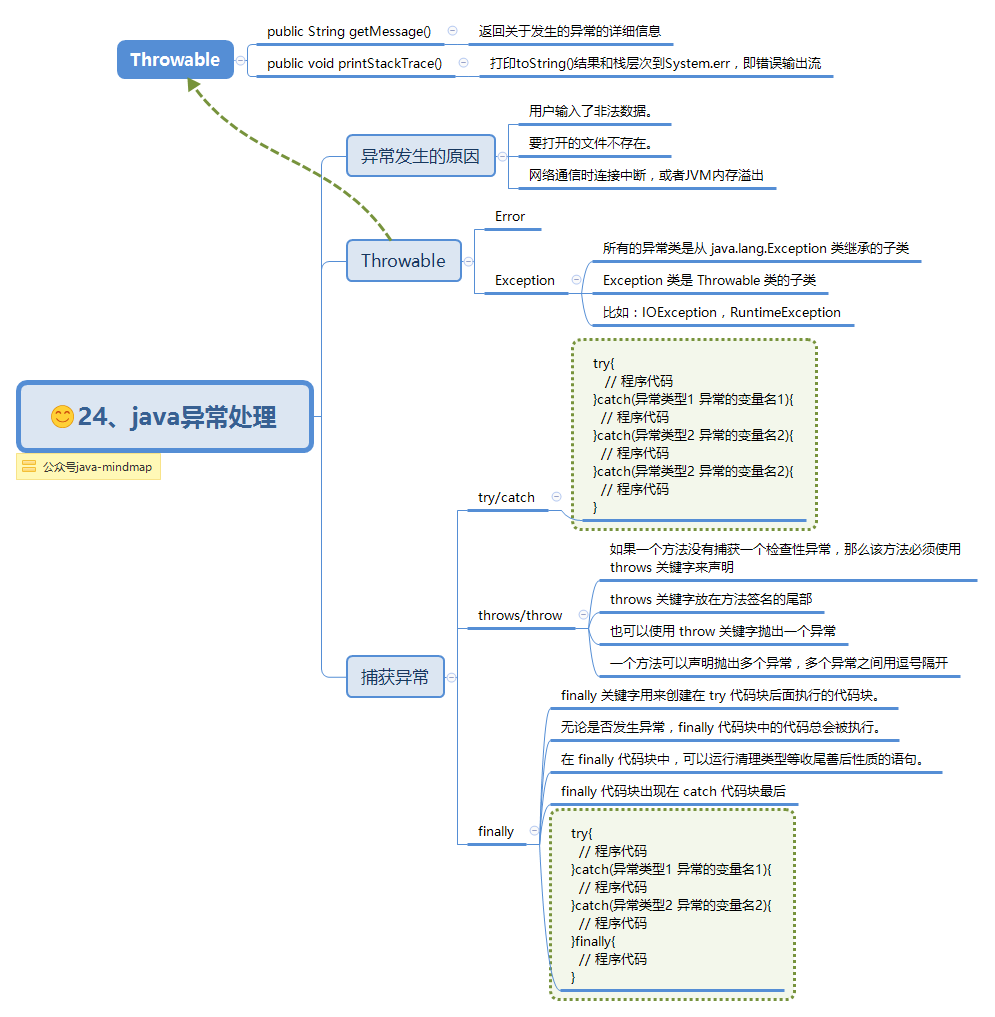 Throwable
public String getMessage()
返回关于发生的异常的详细信息
public void printStackTrace()
打印toString()结果和栈层次到System.err，即错误输出流
异常发生的原因
用户输入了非法数据。
要打开的文件不存在。
网络通信时连接中断，或者JVM内存溢出
Throwable
Error
Exception
所有的异常类是从 java.lang.Exception 类继承的子类
Exception 类是 Throwable 类的子类
比如：IOException，RuntimeException
24、java异常处理
公众号java-mindmap
捕获异常
try/catch
try{
// 程序代码
}catch(异常类型1 异常的变量名1){
// 程序代码
}catch(异常类型2 异常的变量名2){
// 程序代码
}catch(异常类型2 异常的变量名2){
// 程序代码
}
throws/throw
如果一个方法没有捕获一个检查性异常，那么该方法必须使用
throws 关键字来声明
throws 关键字放在方法签名的尾部
也可以使用 throw 关键字抛出一个异常
一个方法可以声明抛出多个异常，多个异常之间用逗号隔开
finally
finally 关键字用来创建在 try 代码块后面执行的代码块。
无论是否发生异常，finally 代码块中的代码总会被执行。
在 finally 代码块中，可以运行清理类型等收尾善后性质的语句。
finally 代码块出现在 catch 代码块最后
try{
// 程序代码
}catch(异常类型1 异常的变量名1){
// 程序代码
}catch(异常类型2 异常的变量名2){
// 程序代码
}finally{
// 程序代码
}